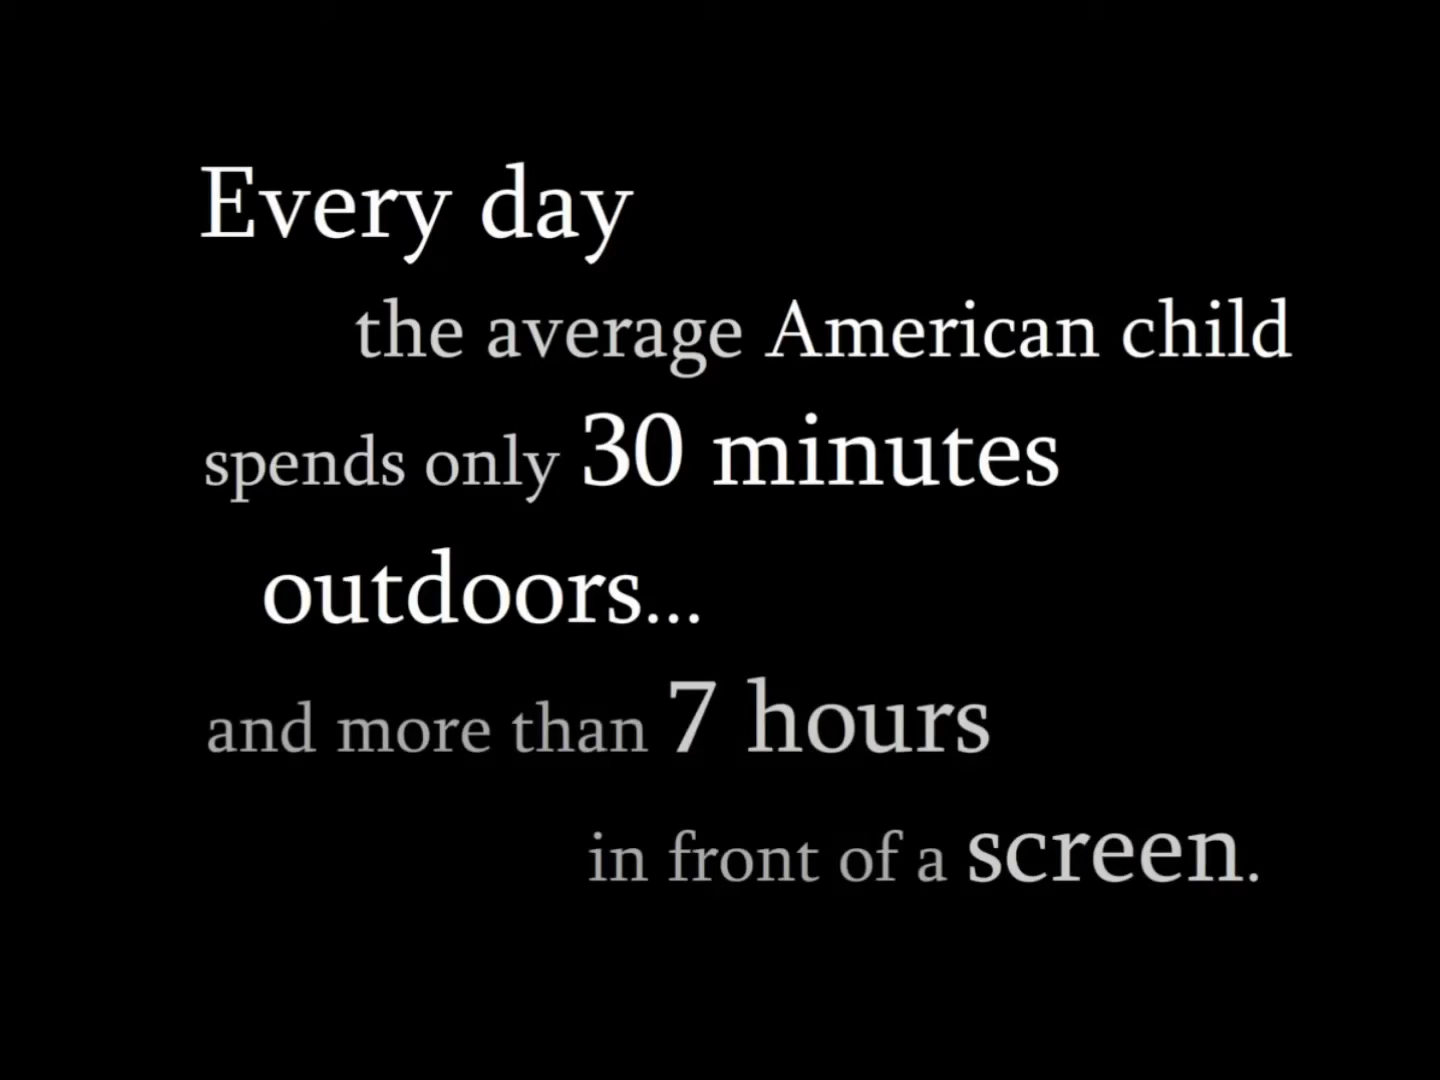 Every day
the average American child
spends only 30 minutes
outdoors...
and more than 7 hours
in front of a screen.